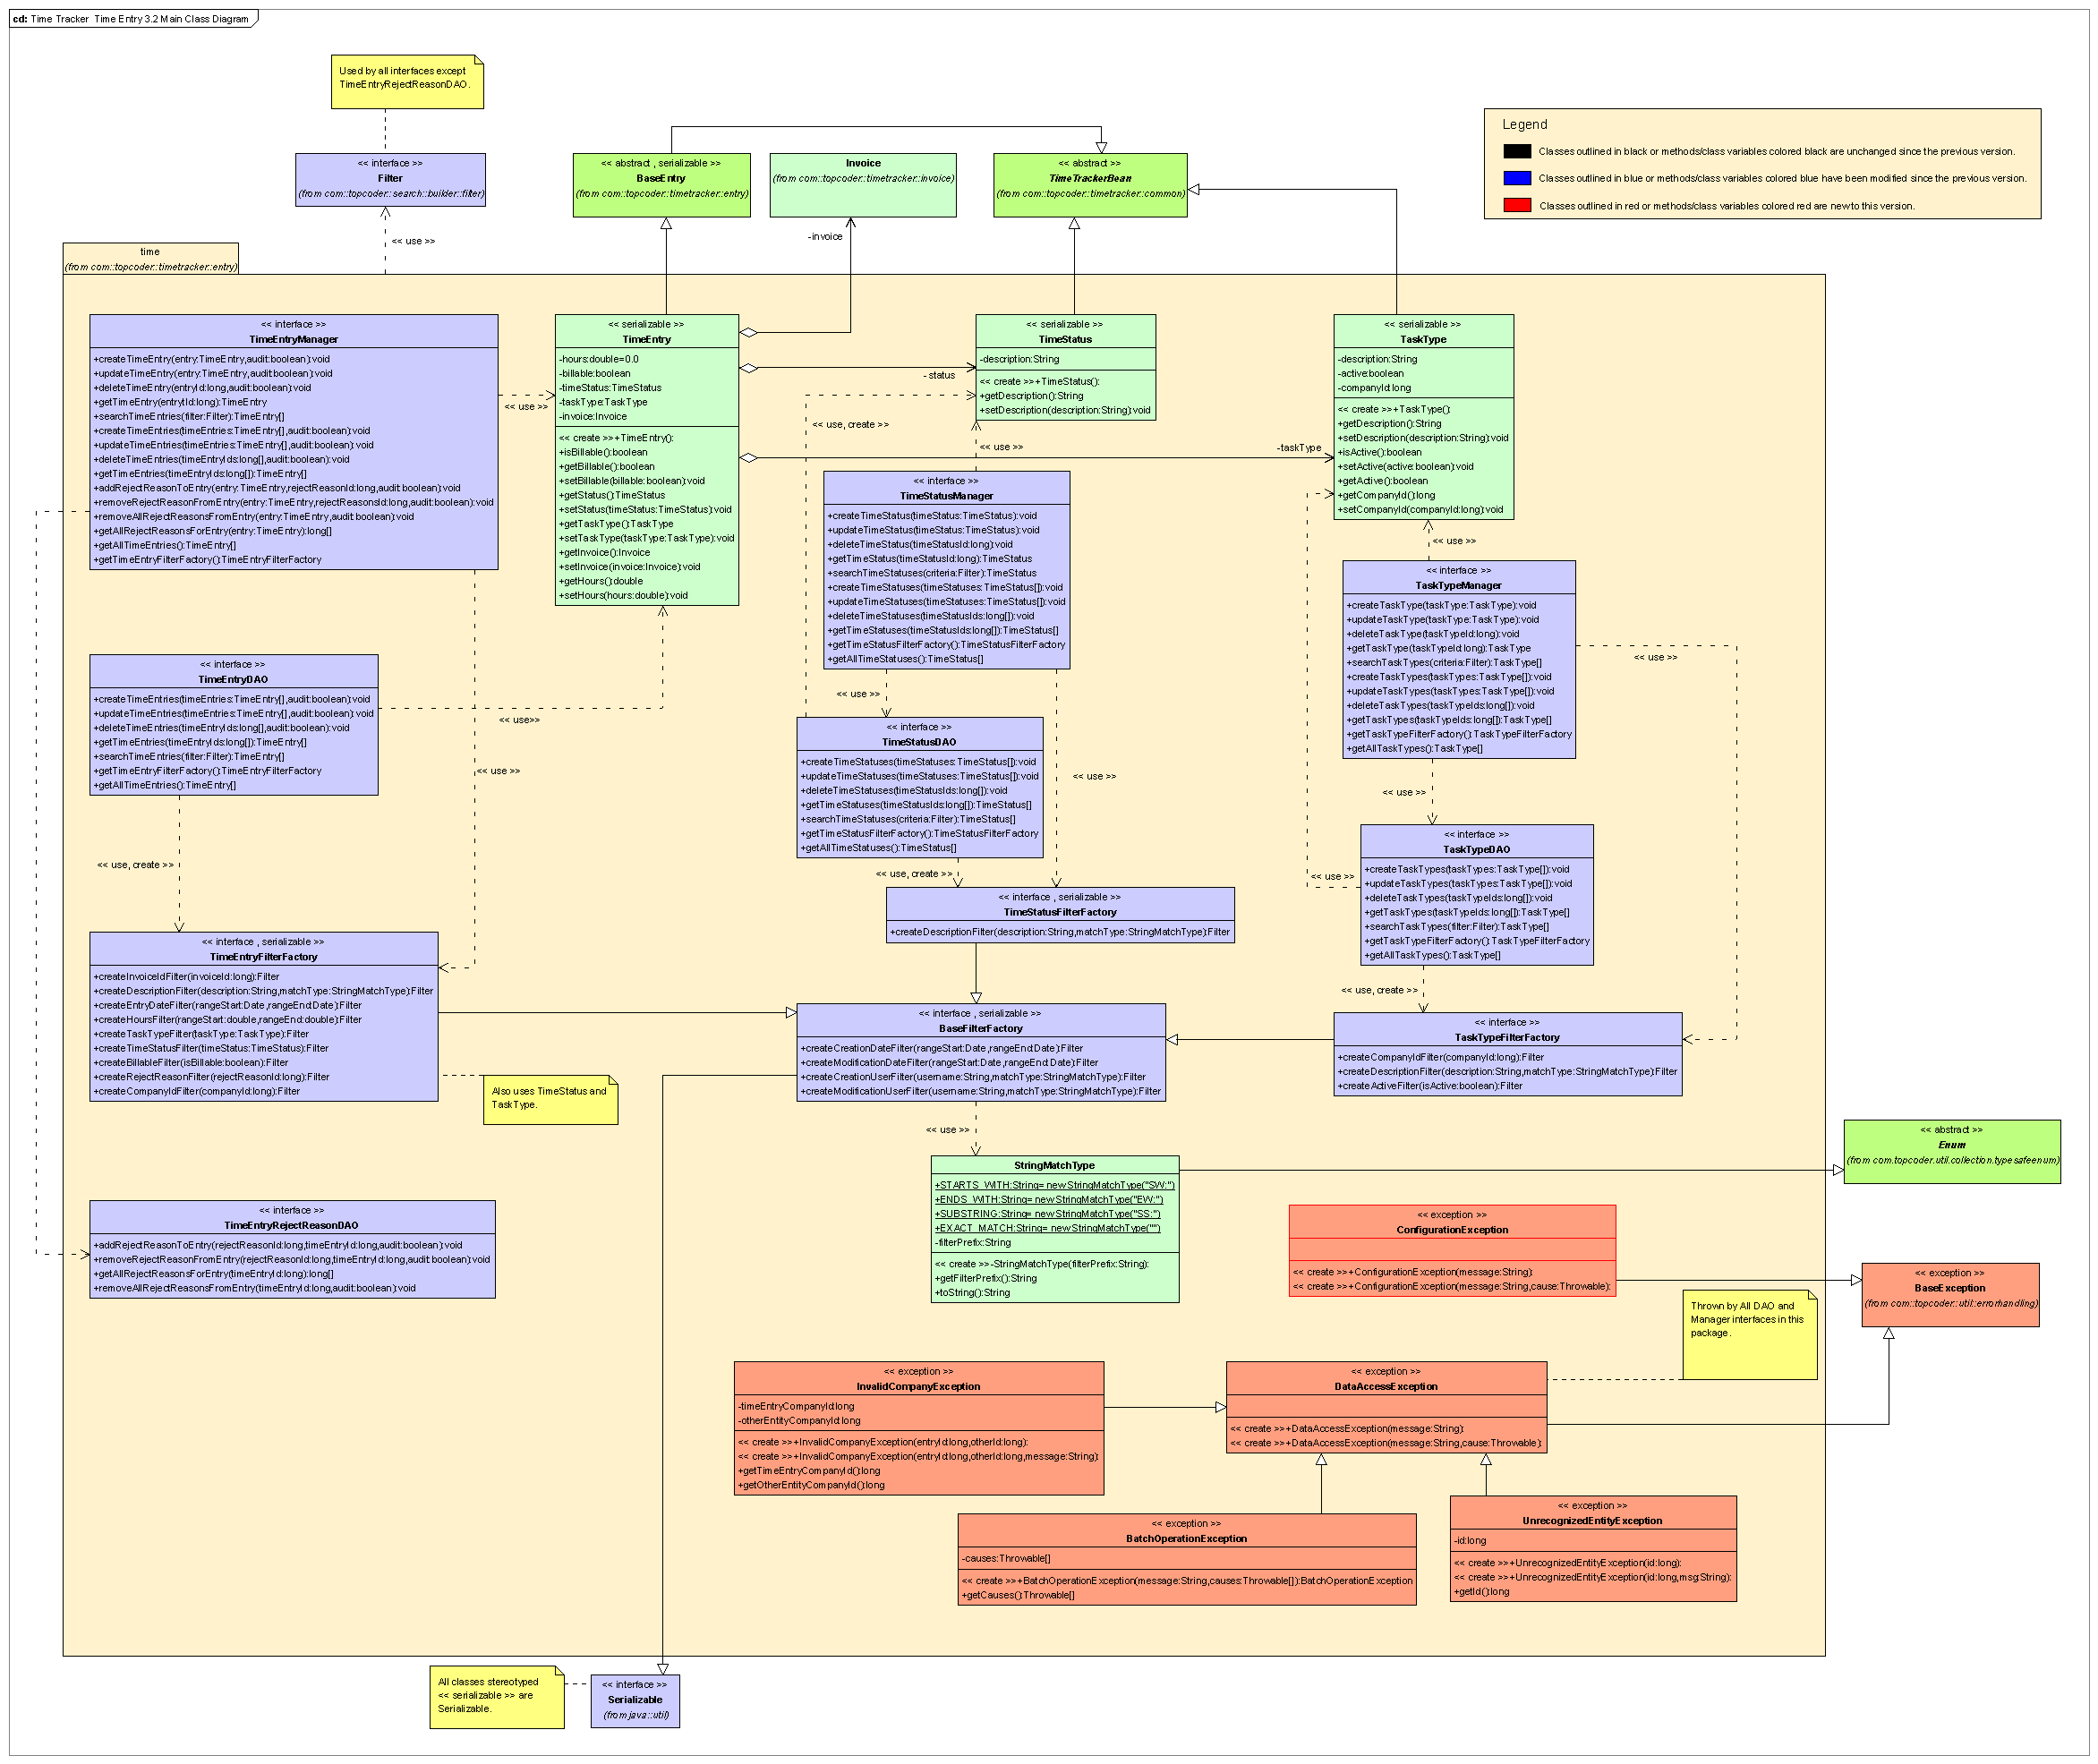 cd: Time Tracker Time Entry 3.2 Main Class Diagram
Used by all interfaces except
TimeEntryRejectReasonDAO.
<< interface >>
Filter
(from com::topcoder::search::builder::filter)
<< use >>
<< abstract , serializable >>
BaseEntry
(from com::topcoder::timetracker::entry)
Invoice
(from com::topcoder::timetracker::invoice)
-invoice
<< abstract >>
TimeTrackerBean
(from com::topcoder::timetracker::common)
Legend
Classes outlined in black or methods/class variables colored black are unchanged since the previous version.
Classes outlined in blue or methods/class variables colored blue have been modified since the previous version.
Classes outlined in red or methods/class variables colored red are new to this version.
time
(from com::topcoder::timetracker::entry)
<< interface >>
TimeEntryManager
+createTimeEntry(entry:TimeEntry,audit:boolean):void
+updateTimeEntry(entry:TimeEntry,audit:boolean):void
+deleteTimeEntry(entryId:long,audit:boolean):void
+getTimeEntry(entrytId:long):TimeEntry
+searchTimeEntries(filter:Filter):TimeEntry[]
+createTimeEntries(timeEntries:TimeEntry[],audit:boolean):void
+updateTimeEntries(timeEntries:TimeEntry[],audit:boolean):void
+deleteTimeEntries(timeEntryIds:long[],audit:boolean):void
+getTimeEntries(timeEntryIds:long[]):TimeEntry[]
+addRejectReasonToEntry(entry:TimeEntry,rejectReasonId:long,audit:boolean):void
+removeRejectReasonFromEntry(entry:TimeEntry,rejectReasonsId:long,audit:boolean):void
+removeAllRejectReasonsFromEntry(entry:TimeEntry,audit:boolean):void
+getAllRejectReasonsForEntry(entry:TimeEntry):long[]
+getAllTimeEntries():TimeEntry[]
+getTimeEntryFilterFactory():TimeEntryFilterFactory
<< use >>
<< serializable >>
TimeEntry
-hours:double=0.0
-billable:boolean
-timeStatus:TimeStatus
-taskType:TaskType
-invoice:Invoice
<< create >>+TimeEntry():
+isBillable():boolean
+getBillable():boolean
+setBillable(billable:boolean):void
+getStatus():TimeStatus
+setStatus(timeStatus:TimeStatus):void
+getTaskType():TaskType
+setTaskType(taskType:TaskType):void
+getInvoice():Invoice
+setInvoice(invoice:Invoice):void
+getHours():double
+setHours(hours:double):void
-status
<< use, create >>
<< serializable >>
TimeStatus
-description:String
<< create >>+TimeStatus():
+getDescription():String
+setDescription(description:String):void
<< use >>
-taskType
<< serializable >>
TaskType
-description:String
-active:boolean
-companyId:long
<< create >>+TaskType():
+getDescription():String
+setDescription(description:String):void
+isActive():boolean
+setActive(active:boolean):void
+getActive():boolean
+getCompanyId():long
+setCompanyId(companyId:long):void
<< use >>
<< interface >>
TimeStatusManager
+createTimeStatus(timeStatus:TimeStatus):void
+updateTimeStatus(timeStatus:TimeStatus):void
+deleteTimeStatus(timeStatusId:long):void
+getTimeStatus(timeStatusId:long):TimeStatus
+searchTimeStatuses(criteria:Filter):TimeStatus
+createTimeStatuses(timeStatuses:TimeStatus[]):void
+updateTimeStatuses(timeStatuses:TimeStatus[]):void
+deleteTimeStatuses(timeStatusIds:long[]):void
+getTimeStatuses(timeStatusIds:long[]):TimeStatus[]
+getTimeStatusFilterFactory():TimeStatusFilterFactory
+getAllTimeStatuses():TimeStatus[]
<< use >>
<< use >>
<< interface >>
TaskTypeManager
+createTaskType(taskType:TaskType):void
+updateTaskType(taskType:TaskType):void
+deleteTaskType(taskTypeId:long):void
+getTaskType(taskTypeId:long):TaskType
+searchTaskTypes(criteria:Filter):TaskType[]
+createTaskTypes(taskTypes:TaskType[]):void
+updateTaskTypes(taskTypes:TaskType[]):void
+deleteTaskTypes(taskTypeIds:long[]):void
+getTaskTypes(taskTypeIds:long[]):TaskType[]
+getTaskTypeFilterFactory():TaskTypeFilterFactory
+getAllTaskTypes():TaskType[]
<< use >>
<< use >>
<< interface >>
TimeEntryDAO
+createTimeEntries(timeEntries:TimeEntry[],audit:boolean):void
+updateTimeEntries(timeEntries:TimeEntry[],audit:boolean):void
+deleteTimeEntries(timeEntryIds:long[],audit:boolean):void
+getTimeEntries(timeEntryIds:long[]):TimeEntry[]
+searchTimeEntries(filter:Filter):TimeEntry[]
+getTimeEntryFilterFactory():TimeEntryFilterFactory
+getAllTimeEntries():TimeEntry[]
<< use>>
<< use >>
<< use, create >>
<< interface >>
TimeStatusDAO
+createTimeStatuses(timeStatuses:TimeStatus[]):void
+updateTimeStatuses(timeStatuses:TimeStatus[]):void
+deleteTimeStatuses(timeStatusIds:long[]):void
+getTimeStatuses(timeStatusIds:long[]):TimeStatus[]
+searchTimeStatuses(criteria:Filter):TimeStatus[]
+getTimeStatusFilterFactory():TimeStatusFilterFactory
+getAllTimeStatuses():TimeStatus[]
<< use, create >>
<< interface >>
TaskTypeDAO
+createTaskTypes(taskTypes:TaskType[]):void
+updateTaskTypes(taskTypes:TaskType[]):void
+deleteTaskTypes(taskTypeIds:long[]):void
+getTaskTypes(taskTypeIds:long[]):TaskType[]
+searchTaskTypes(filter:Filter):TaskType[]
+getTaskTypeFilterFactory():TaskTypeFilterFactory
+getAllTaskTypes():TaskType[]
<< use >>
<< use, create >>
<< interface , serializable >>
TimeStatusFilterFactory
+createDescriptionFilter(description:String,matchType:StringMatchType):Filter
<< interface , serializable >>
TimeEntryFilterFactory
+createInvoiceIdFilter(invoiceId:long):Filter
+createDescriptionFilter(description:String,matchType:StringMatchType):Filter
+createEntryDateFilter(rangeStart:Date,rangeEnd:Date):Filter
+createHoursFilter(rangeStart:double,rangeEnd:double):Filter
+createTaskTypeFilter(taskType:TaskType):Filter
+createTimeStatusFilter(timeStatus:TimeStatus):Filter
+createBillableFilter(isBillable:boolean):Filter
+createRejectReasonFilter(rejectReasonId:long):Filter
+createCompanyIdFilter(companyId:long):Filter
Also uses TimeStatus and
TaskType.
<< interface , serializable >>
BaseFilterFactory
+createCreationDateFilter(rangeStart:Date,rangeEnd:Date):Filter
+createModificationDateFilter(rangeStart:Date,rangeEnd:Date):Filter
+createCreationUserFilter(username:String,matchType:StringMatchType):Filter
+createModificationUserFilter(username:String,matchType:StringMatchType):Filter
<< use >>
<< interface >>
TaskTypeFilterFactory
+createCompanyIdFilter(companyId:long):Filter
+createDescriptionFilter(description:String,matchType:StringMatchType):Filter
+createActiveFilter(isActive:boolean):Filter
<< abstract >>
Enum
(from com.topcoder.util.collection.typesafeenum)
StringMatchType
+STARTS_WITH:String= new StringMatchType("SW:")
+ENDS_WITH:String= new StringMatchType("EW:")
+SUBSTRING:String= new StringMatchType("SS:")
+EXACT_MATCH:String= new StringMatchType("")
-filterPrefix:String
<< create >>-StringMatchType(filterPrefix:String):
+getFilterPrefix():String
+toString():String
<< interface >>
TimeEntryRejectReasonDAO
+addRejectReasonToEntry(rejectReasonId:long,timeEntryId:long,audit:boolean):void
+removeRejectReasonFromEntry(rejectReasonId:long,timeEntryId:long,audit:boolean):void
+getAllRejectReasonsForEntry(timeEntryId:long):long[]
+removeAllRejectReasonsFromEntry(timeEntryId:long,audit:boolean):void
<< exception >>
ConfigurationException
<< create >>+ConfigurationException(message:String):
<< create >>+ConfigurationException(message:String,cause:Throwable):
<< exception >>
BaseException
(from com::topcoder::util::errorhandling)
Thrown by All DAO and
Manager interfaces in this
package.
<< exception >>
InvalidCompanyException
-timeEntryCompanyId:long
-otherEntityCompanyId:long
<< create >>+InvalidCompanyException(entryId:long,otherId:long):
<< create >>+InvalidCompanyException(entryId:long,otherId:long,message:String):
+getTimeEntryCompanyId():long
+getOtherEntityCompanyId():long
<< exception >>
DataAccessException
<< create >>+DataAccessException(message:String):
<< create >>+DataAccessException(message:String,cause:Throwable):
<< exception >>
BatchOperationException
-causes:Throwable[]
<< create >>+BatchOperationException(message:String,causes:Throwable[]):BatchOperationException
+getCauses():Throwable[]
<< exception >>
UnrecognizedEntityException
-id:long
<< create >>+UnrecognizedEntityException(id:long):
<< create >>+UnrecognizedEntityException(id:long,msg:String):
+getId():long
All classes stereotyped
<< serializable >> are
Serializable.
<< interface >>
Serializable
(from java::util)